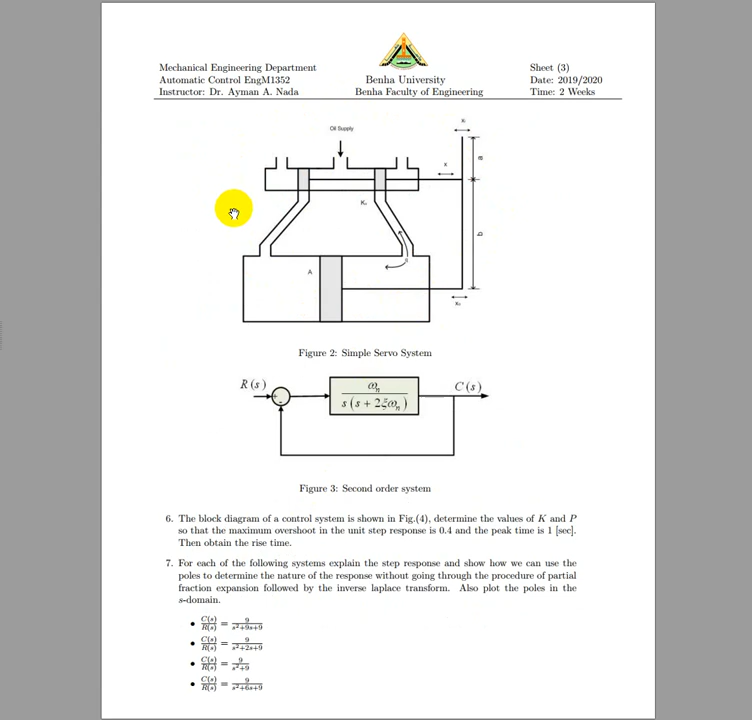 Mechanical Engineering Department
Automatic Control EngM1352
Instructor: Dr. Ayman A. Nada
Benha University
Benha Faculty of Engineering
Sheet (3)
Date: 2019/2020
Time: 2 Weeks
Oil Supply
Xᵢ
a
X
Kᵥ
b
A
Xₒ
Figure 2: Simple Servo System
R(s)
+
-
ωₙ / s(s + 2ξωₙ)
C(s)
Figure 3: Second order system
6. The block diagram of a control system is shown in Fig.(4), determine the values of K and P
so that the maximum overshoot in the unit step response is 0.4 and the peak time is 1 [sec].
Then obtain the rise time.
7. For each of the following systems explain the step response and show how we can use the
poles to determine the nature of the response without going through the procedure of partial
fraction expansion followed by the inverse laplace transform. Also plot the poles in the
s-domain.
• C(s)/R(s) = 9/s²+9s+9
• C(s)/R(s) = 9/s²+2s+9
• C(s)/R(s) = 9/s²+9
• C(s)/R(s) = 9/s²+6s+9